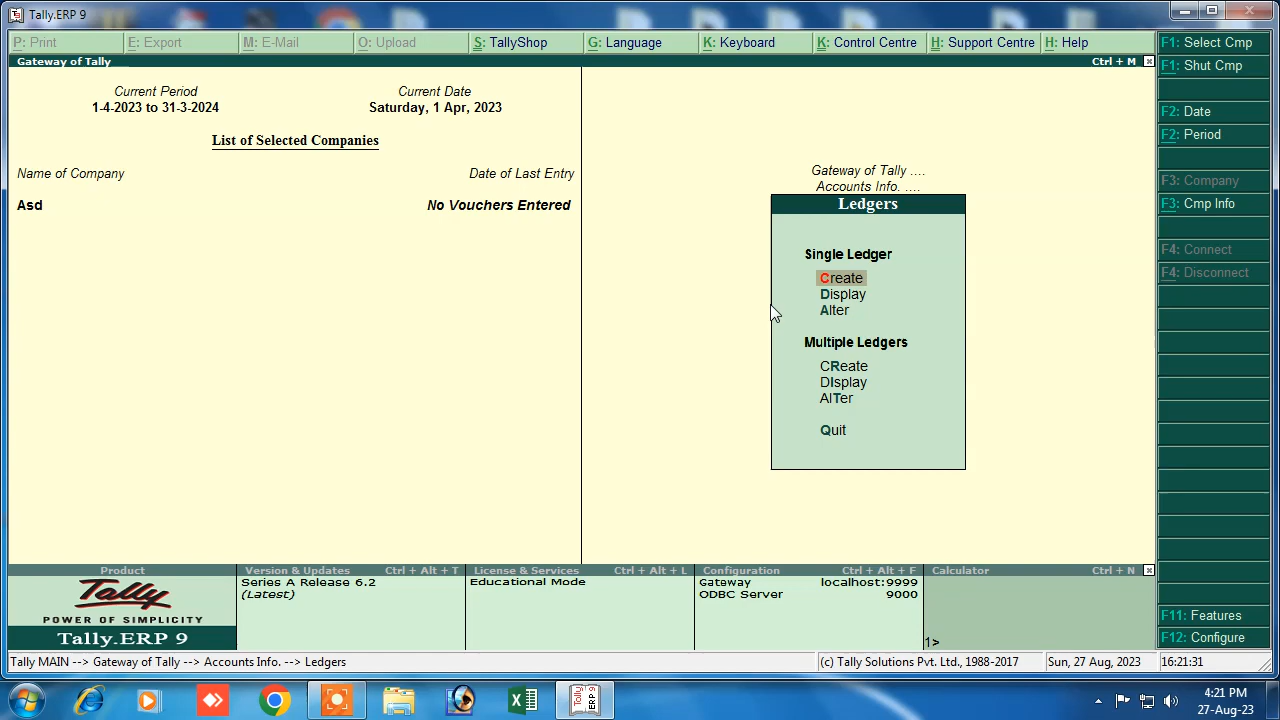 Tally.ERP 9
P: Print E: Export M: E-Mail O: Upload S: TallyShop G: Language K: Keyboard K: Control Centre H: Support Centre H: Help
Gateway of Tally Ctrl + M
Current Period Current Date
1-4-2023 to 31-3-2024 Saturday, 1 Apr, 2023
List of Selected Companies
Name of Company Date of Last Entry
Asd No Vouchers Entered
Gateway of Tally ....
Accounts Info. ....
Ledgers
Single Ledger
Create
Display
Alter
Multiple Ledgers
CReate
DIsplay
AlTer
Quit
F1: Select Cmp
F1: Shut Cmp
F2: Date
F2: Period
F3: Company
F3: Cmp Info
F4: Connect
F4: Disconnect
F11: Features
F12: Configure
Product
Tally
POWER OF SIMPLICITY
Tally.ERP 9
Version & Updates Ctrl + Alt + T
Series A Release 6.2
(Latest)
License & Services Ctrl + Alt + L
Educational Mode
Configuration Ctrl + Alt + F
Gateway localhost:9999
ODBC Server 9000
Calculator Ctrl + N
1>
Tally MAIN --> Gateway of Tally --> Accounts Info. --> Ledgers (c) Tally Solutions Pvt. Ltd., 1988-2017 Sun, 27 Aug, 2023 16:21:31
4:21 PM
27-Aug-23